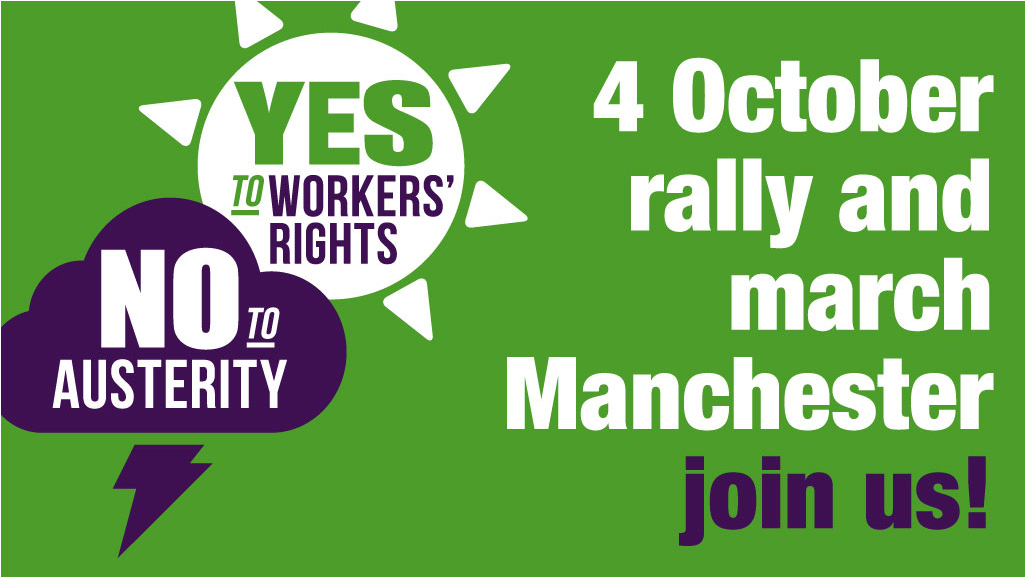 YES
TO WORKERS'
RIGHTS
NO TO
AUSTERITY
4 October
rally and
march
Manchester
join us!